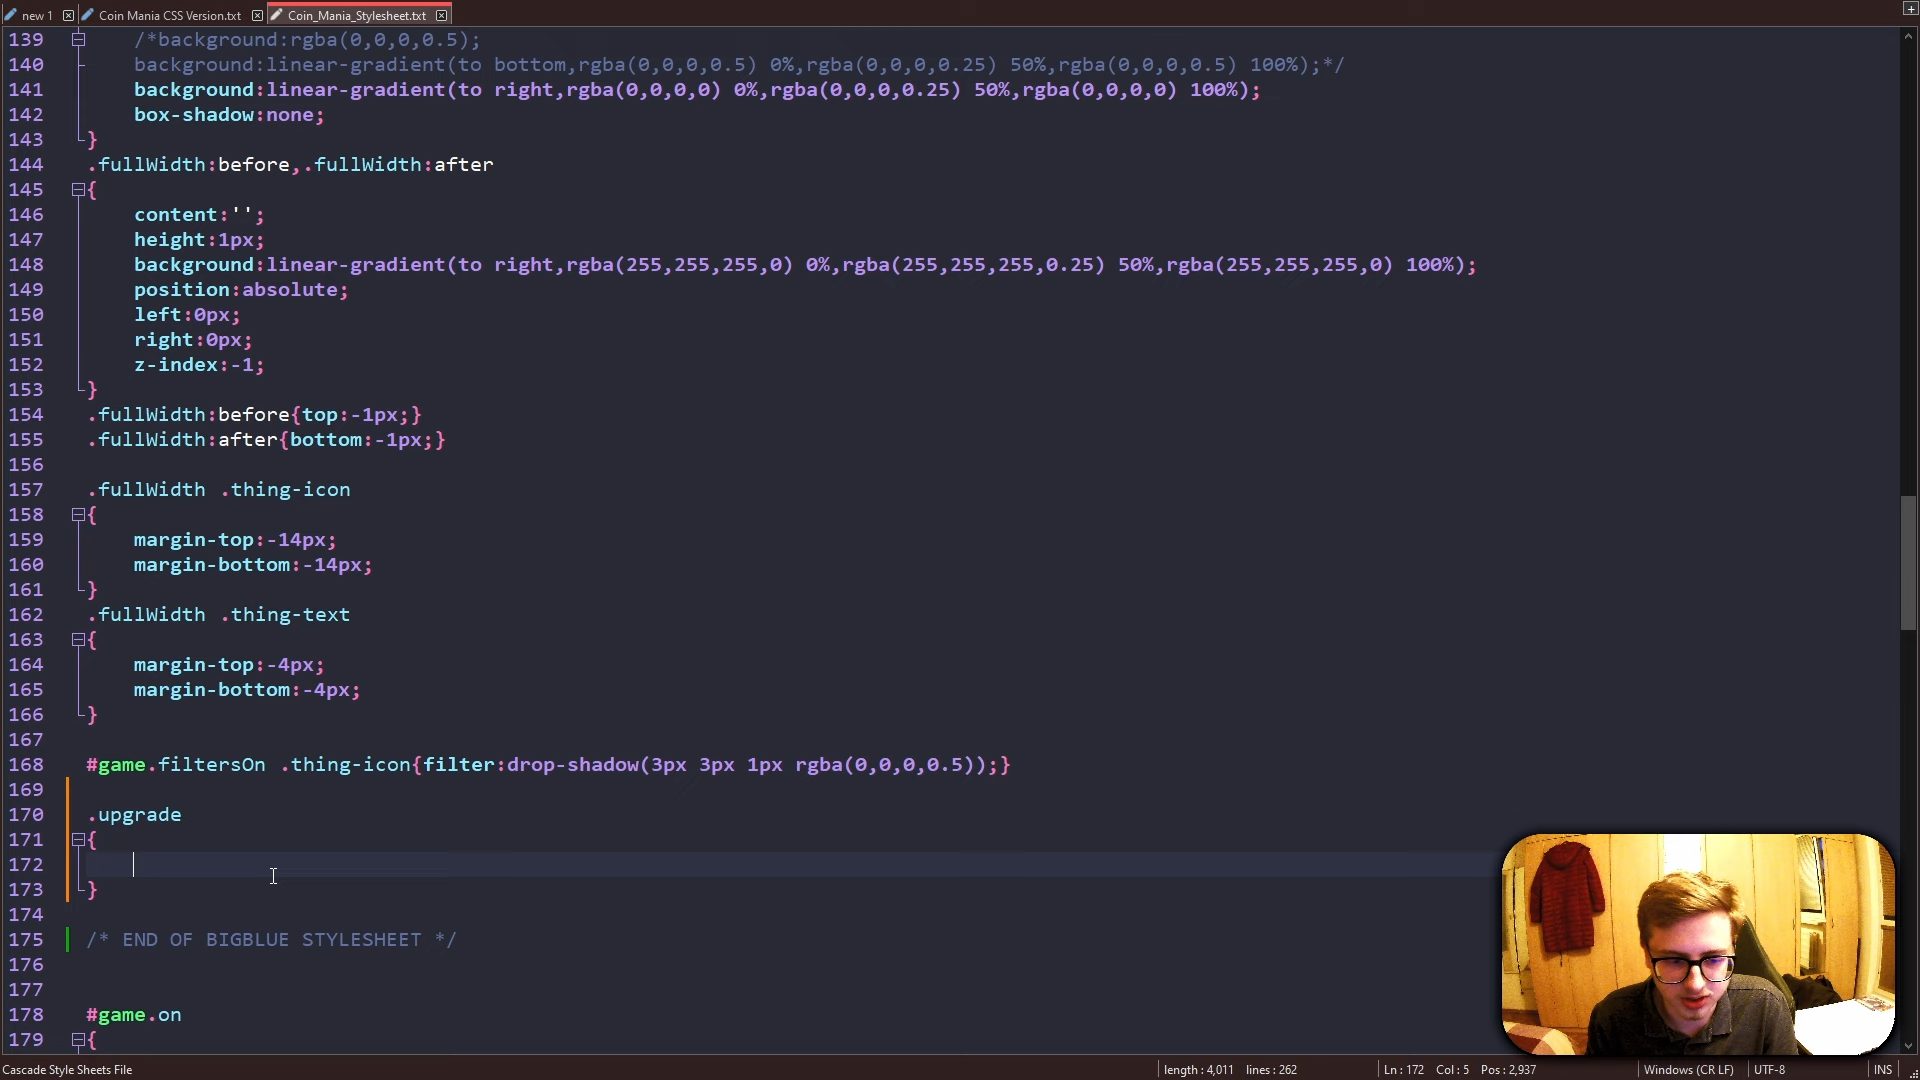 new 1 Coin Mania CSS Version.txt Coin_Mania_Stylesheet.txt
139 /*background:rgba(0,0,0,0.5);
140 background:linear-gradient(to bottom,rgba(0,0,0,0.5) 0%,rgba(0,0,0,0.25) 50%,rgba(0,0,0,0.5) 100%);*/
141 background:linear-gradient(to right,rgba(0,0,0,0) 0%,rgba(0,0,0,0.25) 50%,rgba(0,0,0,0) 100%);
142 box-shadow:none;
143 }
144 .fullWidth:before,.fullWidth:after
145 {
146 content:'';
147 height:1px;
148 background:linear-gradient(to right,rgba(255,255,255,0) 0%,rgba(255,255,255,0.25) 50%,rgba(255,255,255,0) 100%);
149 position:absolute;
150 left:0px;
151 right:0px;
152 z-index:-1;
153 }
154 .fullWidth:before{top:-1px;}
155 .fullWidth:after{bottom:-1px;}
156
157 .fullWidth .thing-icon
158 {
159 margin-top:-14px;
160 margin-bottom:-14px;
161 }
162 .fullWidth .thing-text
163 {
164 margin-top:-4px;
165 margin-bottom:-4px;
166 }
167
168 #game.filtersOn .thing-icon{filter:drop-shadow(3px 3px 1px rgba(0,0,0,0.5));}
169
170 .upgrade
171 {
172
173 }
174
175 /* END OF BIGBLUE STYLESHEET */
176
177
178 #game.on
179 {
Cascade Style Sheets File length : 4,011 lines : 262 Ln : 172 Col : 5 Pos : 2,937 Windows (CR LF) UTF-8 INS